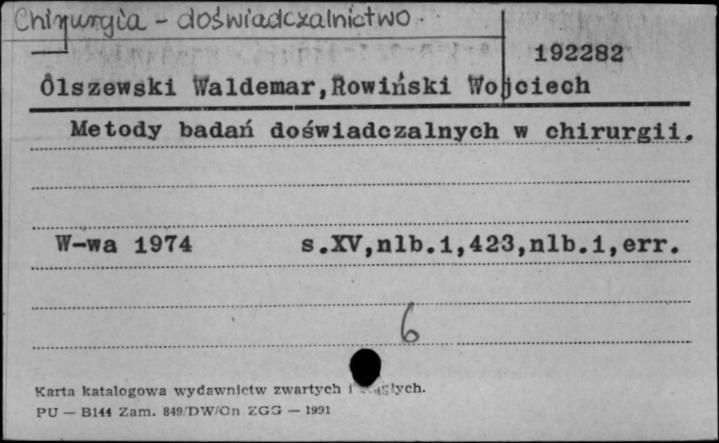 Chirurgia - doświadczalnictwo.
192282
Olszewski Waldemar,Rowiński Wojciech
Metody badań doświadczalnych w chirurgii.
W-wa 1974 s.XV,nlb.1,423,nlb.1,err.
6
Karta katalogowa wydawnictw zwartych i ciągłych.
PU — B144 Zam. 849/DW/On ZGG — 1991